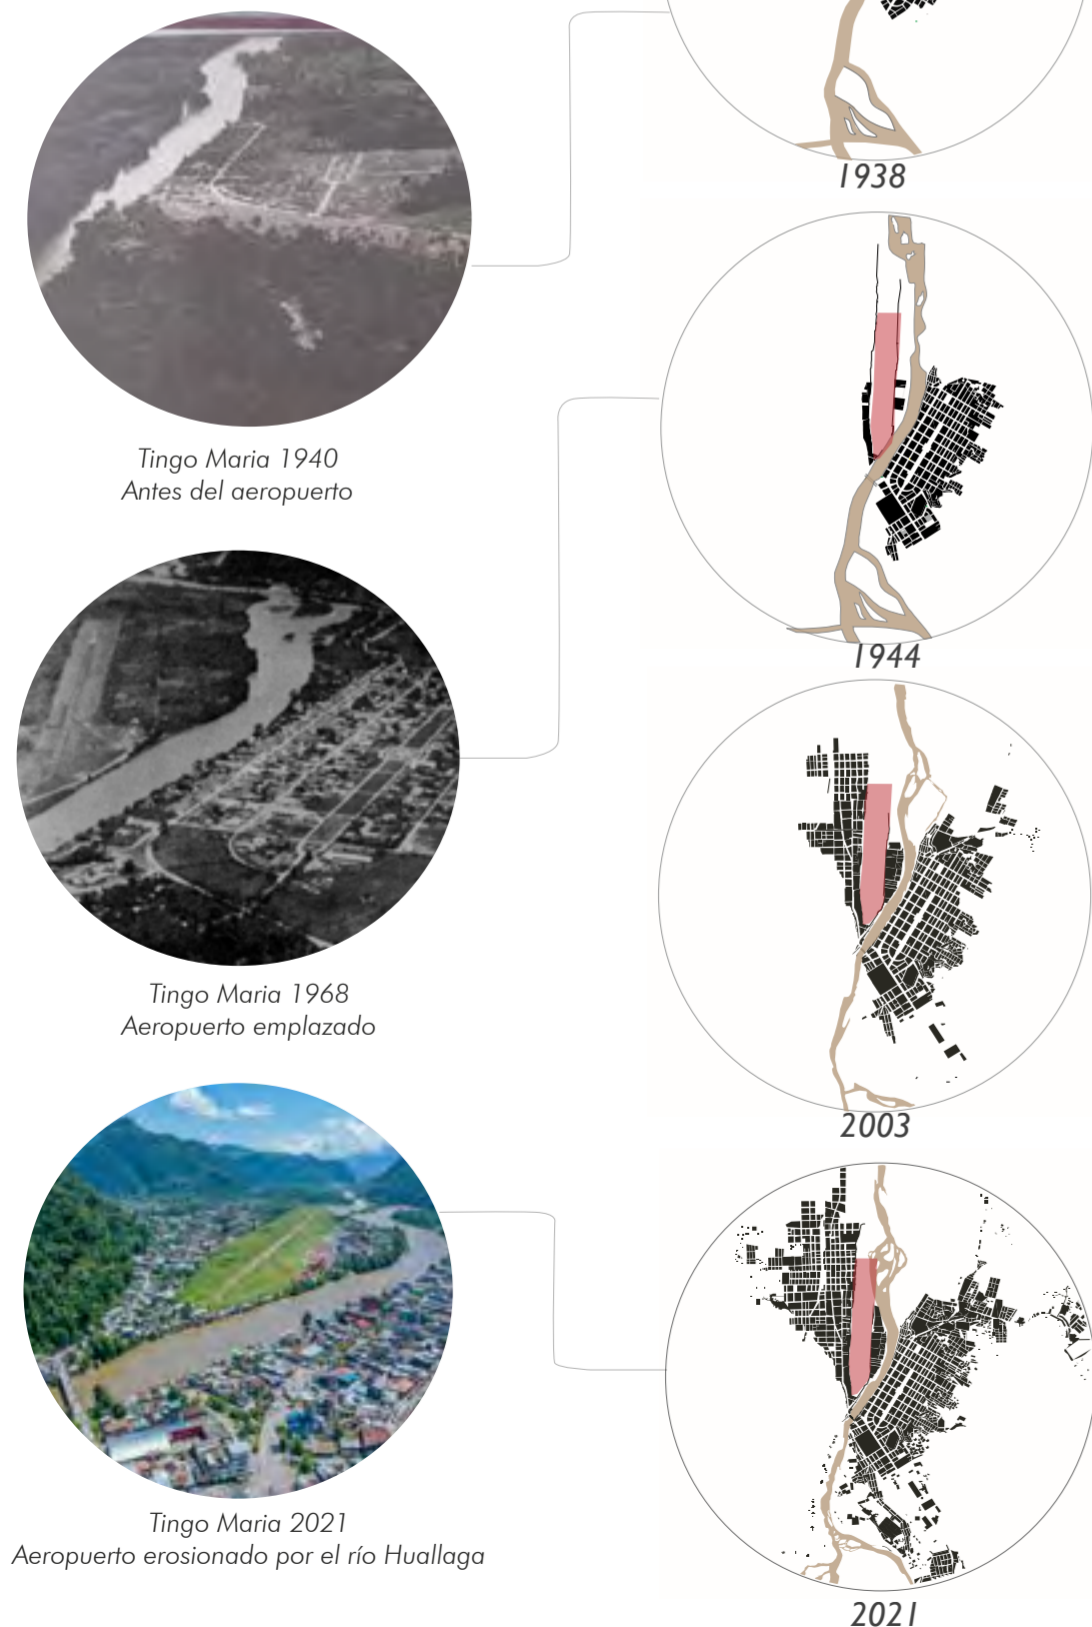 1938
Tingo Maria 1940
Antes del aeropuerto
1944
Tingo Maria 1968
Aeropuerto emplazado
2003
Tingo Maria 2021
Aeropuerto erosionado por el río Huallaga
2021